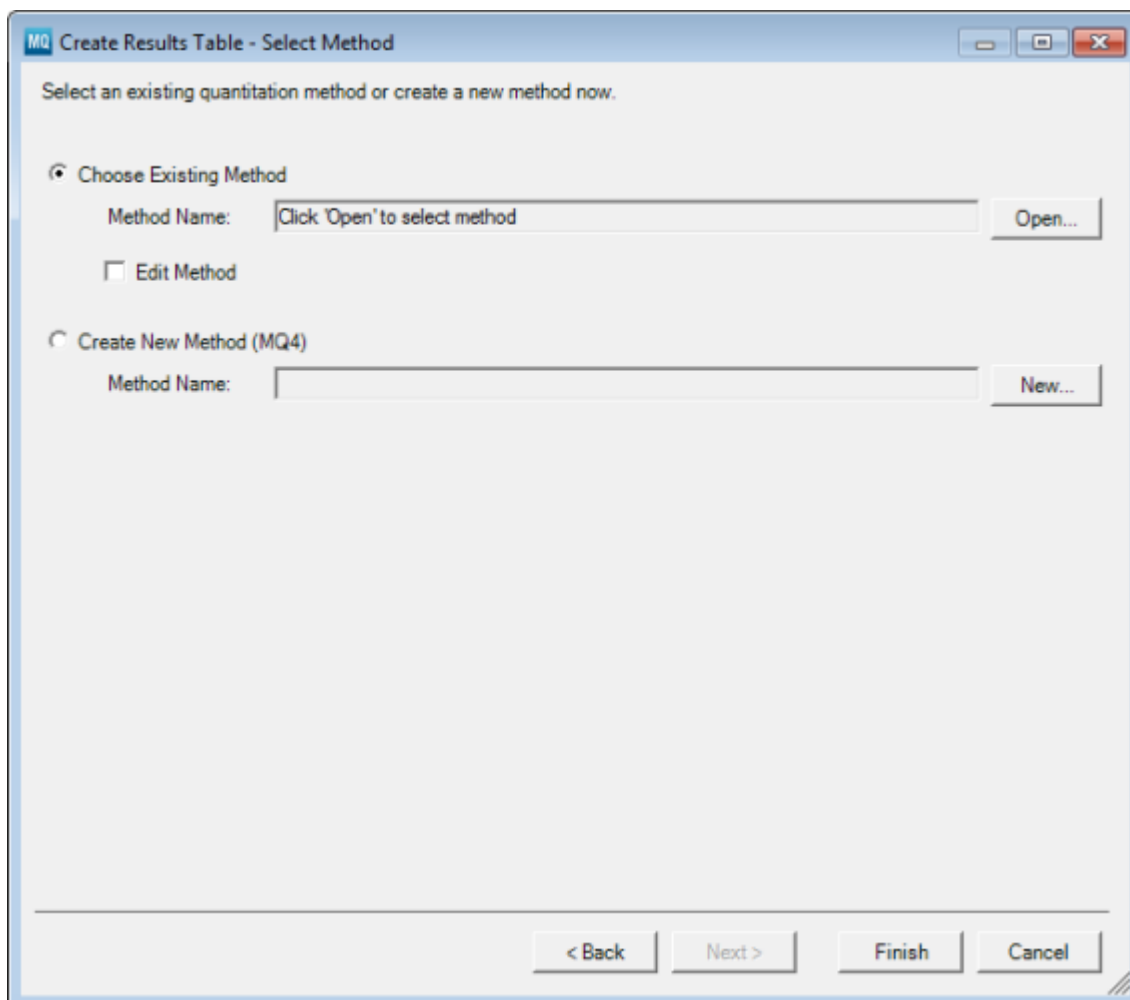 MQ Create Results Table - Select Method
Select an existing quantitation method or create a new method now.
Choose Existing Method
Method Name: Click 'Open' to select method Open...
Edit Method
Create New Method (MQ4)
Method Name: New...
< Back Next > Finish Cancel